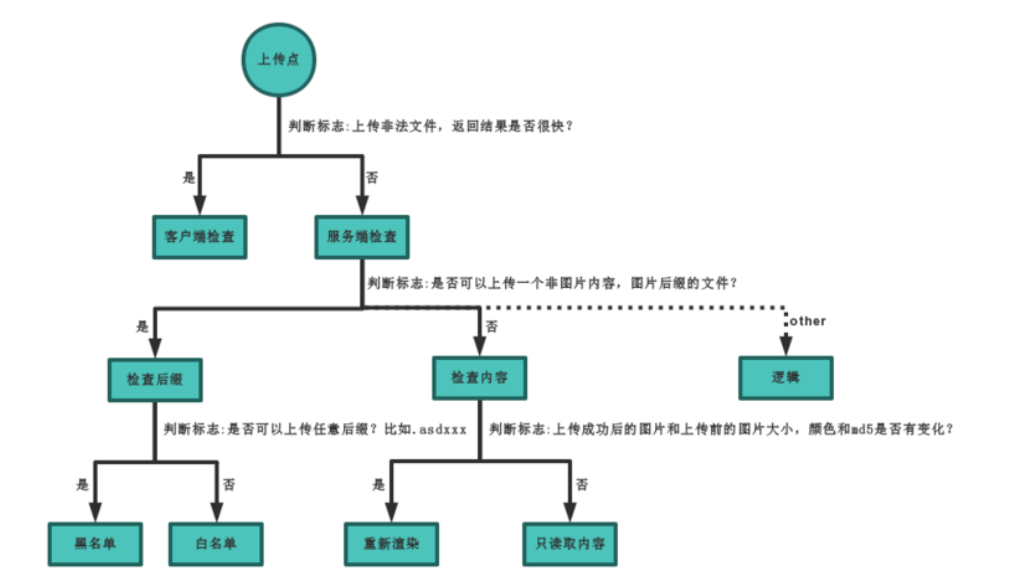 上传点
判断标志:上传非法文件，返回结果是否很快？
是
否
客户端检查
服务端检查
判断标志:是否可以上传一个非图片内容，图片后缀的文件？
other
是
否
检查后缀
检查内容
逻辑
判断标志:是否可以上传任意后缀？比如.asdxxx
判断标志:上传成功后的图片和上传前的图片大小，颜色和md5是否有变化？
是
否
是
否
黑名单
白名单
重新渲染
只读取内容